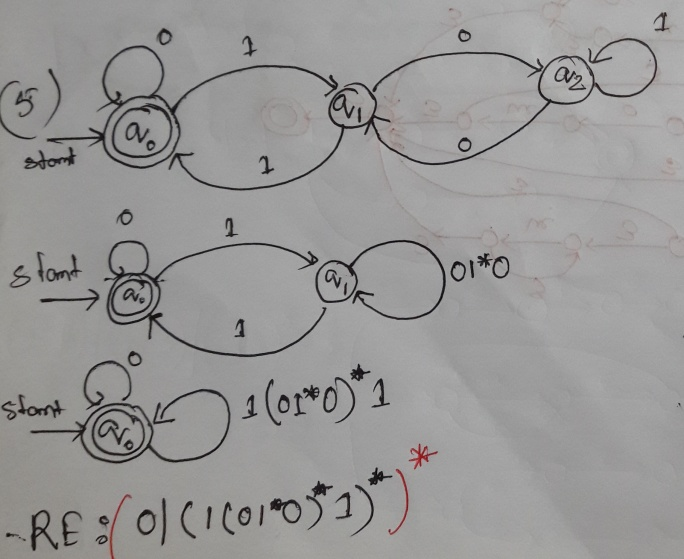 (5)
0 1 0 1
start q₀ q₁ q₂
1 0
0 1
start q₀ q₁ 01*0
1
0
start q₀ 1(01*0)*1
-RE:(0|(1(01*0)*1)*)*